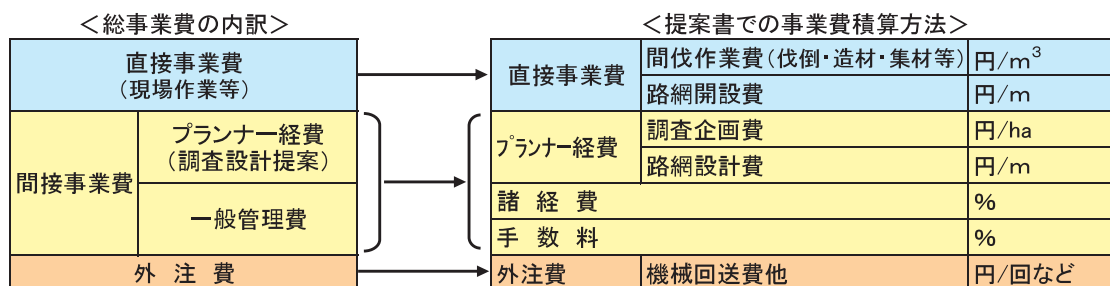 ＜総事業費の内訳＞
直接事業費
(現場作業等)
間接事業費
プランナー経費
(調査設計提案)
一般管理費
外 注 費
＜提案書での事業費積算方法＞
直接事業費
間伐作業費(伐倒・造材・集材等) 円/m³
路網開設費 円/m
プランナー経費
調査企画費 円/ha
路網設計費 円/m
諸 経 費 %
手 数 料 %
外注費 機械回送費他 円/回など